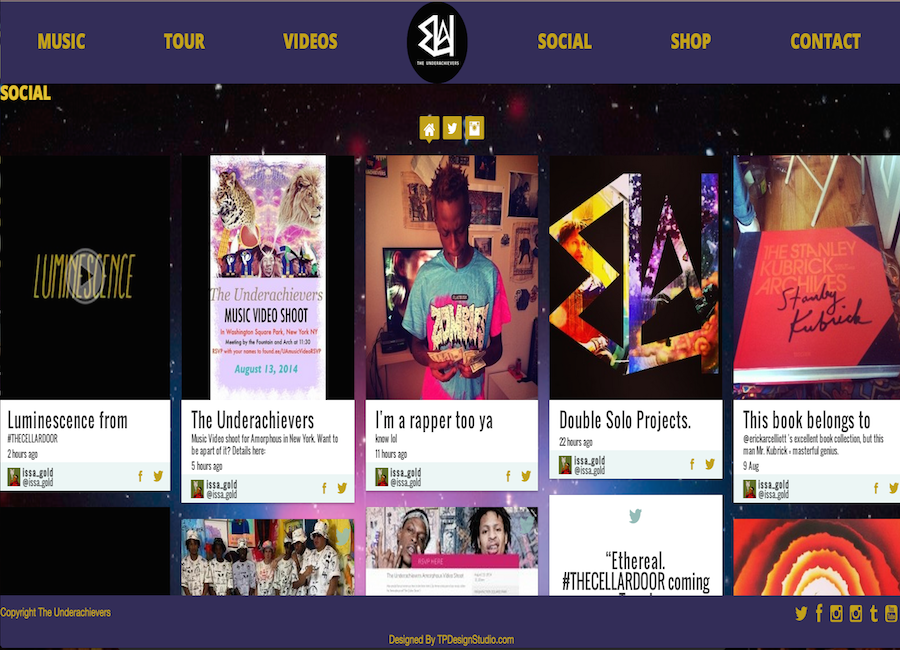 MUSIC
TOUR
VIDEOS
THE UNDERACHIEVERS
SOCIAL
SHOP
CONTACT
SOCIAL
LUMINESCENCE
Luminescence from
#THECELLARDOOR
2 hours ago
issa_gold
@issa_gold
The Underachievers
MUSIC VIDEO SHOOT
In Washington Square Park, New York NY
Meeting by the Fountain and Arch at 11:30
RSVP with your names to found.ee/UAmusicVideoRSVP
August 13, 2014
The Underachievers
Music Video shoot for Amorphous in New York. Want to
be apart of it? Details here:
5 hours ago
issa_gold
@issa_gold
ZOMBIES
I'm a rapper too ya
know lol
11 hours ago
issa_gold
@issa_gold
Double Solo Projects.
22 hours ago
issa_gold
@issa_gold
THE STANLEY
KUBRICK
ARCHIVES
Stanley
Kubrick
This book belongs to
@erickarcelliott´s excellent book collection, but this
man Mr. Kubrick = masterful genius.
9 Aug
issa_gold
@issa_gold
RSVP HERE
The Underachievers Amorphous Video Shoot
“Ethereal.
#THECELLARDOOR coming
Copyright The Underachievers
Designed By TPDesignStudio.com